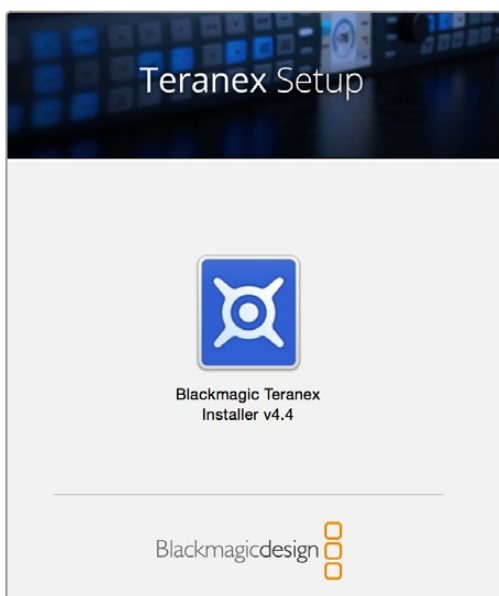 Teranex Setup
Blackmagic Teranex
Installer v4.4
Blackmagicdesign